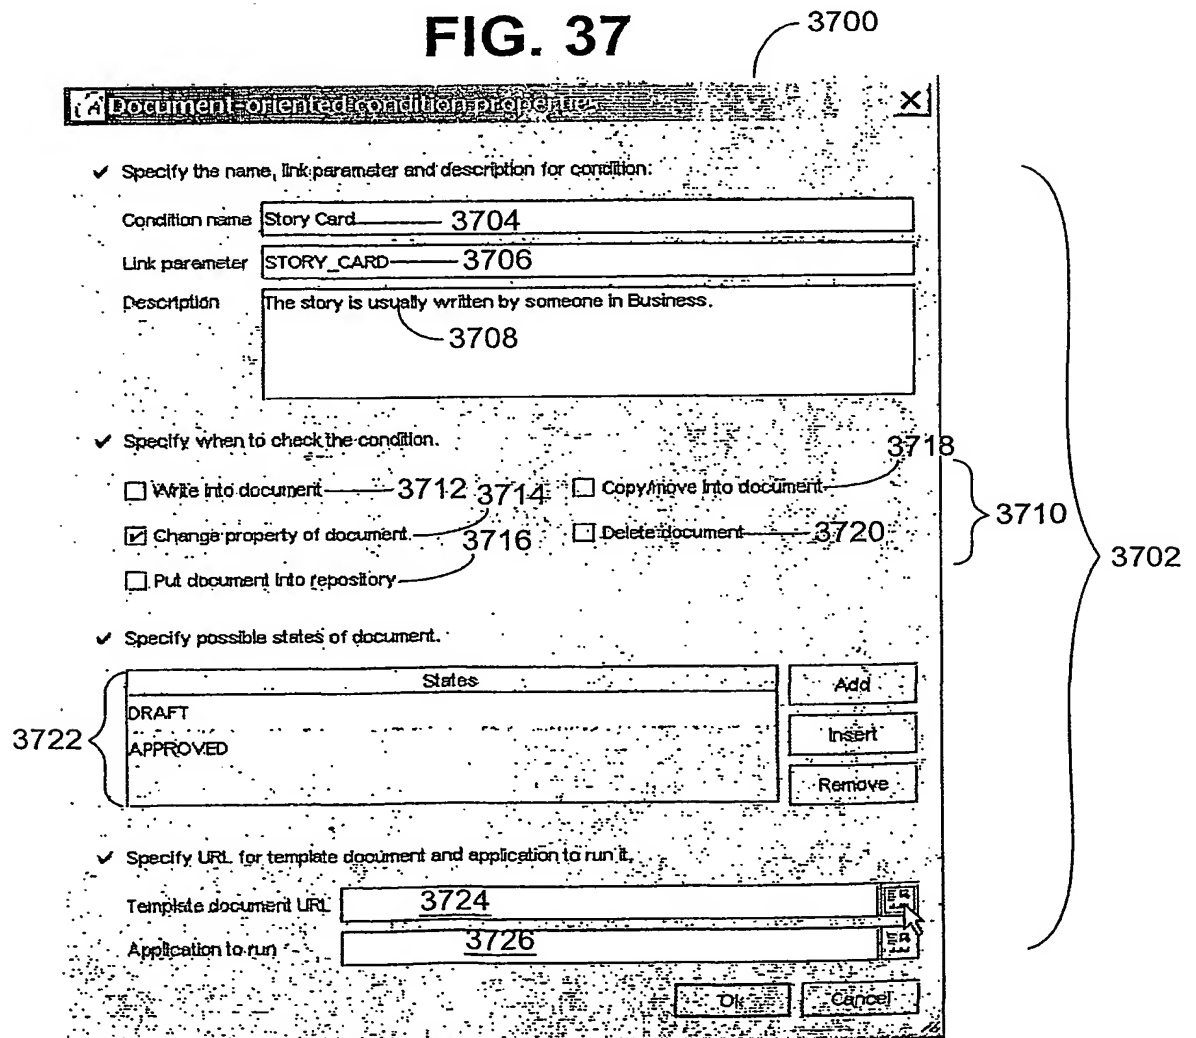 FIG. 37
3700
Document-oriented condition properties
Specify the name, link parameter and description for condition:
Condition name Story Card 3704
Link parameter STORY_CARD 3706
Description The story is usually written by someone in Business.
3708
Specify when to check the condition.
3718
Write into document 3712 3714 Copy/move into document
3710
Change property of document. 3716 Delete document 3720
3702
Put document into repository
Specify possible states of document.
States
Add
DRAFT
3722
Insert
APPROVED
Remove
Specify URL for template document and application to run it.
Template document URL 3724
Application to run 3726
Ok Cancel